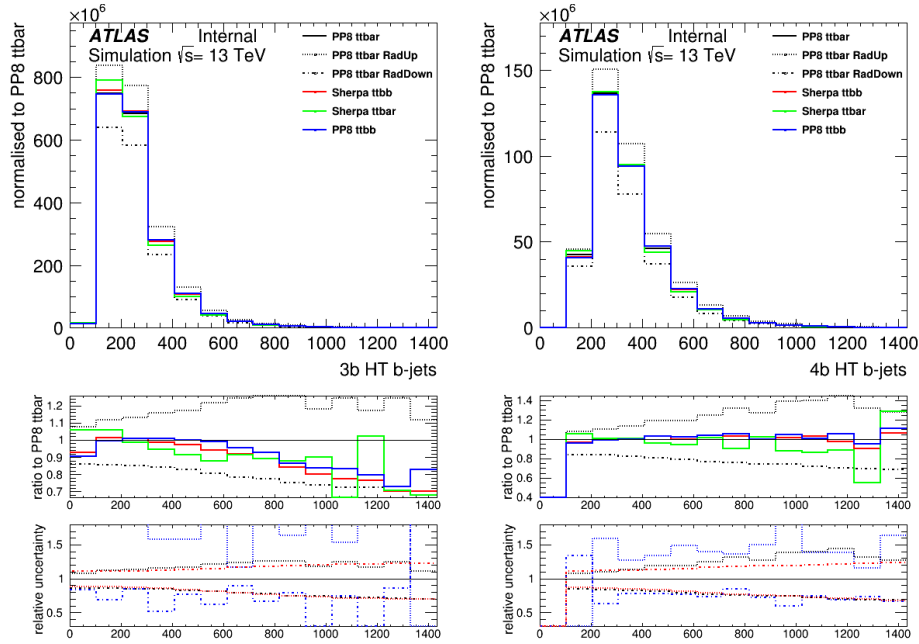 ×10⁶
ATLAS Internal
Simulation √s= 13 TeV
PP8 ttbar
PP8 ttbar RadUp
PP8 ttbar RadDown
Sherpa ttbb
Sherpa ttbar
PP8 ttbb
normalised to PP8 ttbar
800
600
400
200
0
0 200 400 600 800 1000 1200 1400
3b HT b-jets
ratio to PP8 ttbar
1.2
1.1
1
0.9
0.8
0.7
0 200 400 600 800 1000 1200 1400
relative uncertainty
1.5
1
0.5
0 200 400 600 800 1000 1200 1400
×10⁶
ATLAS Internal
Simulation √s= 13 TeV
PP8 ttbar
PP8 ttbar RadUp
PP8 ttbar RadDown
Sherpa ttbb
Sherpa ttbar
PP8 ttbb
normalised to PP8 ttbar
150
100
50
0
0 200 400 600 800 1000 1200 1400
4b HT b-jets
ratio to PP8 ttbar
1.4
1.2
1.0
0.8
0.6
0.4
0 200 400 600 800 1000 1200 1400
relative uncertainty
1.5
1
0.5
0 200 400 600 800 1000 1200 1400